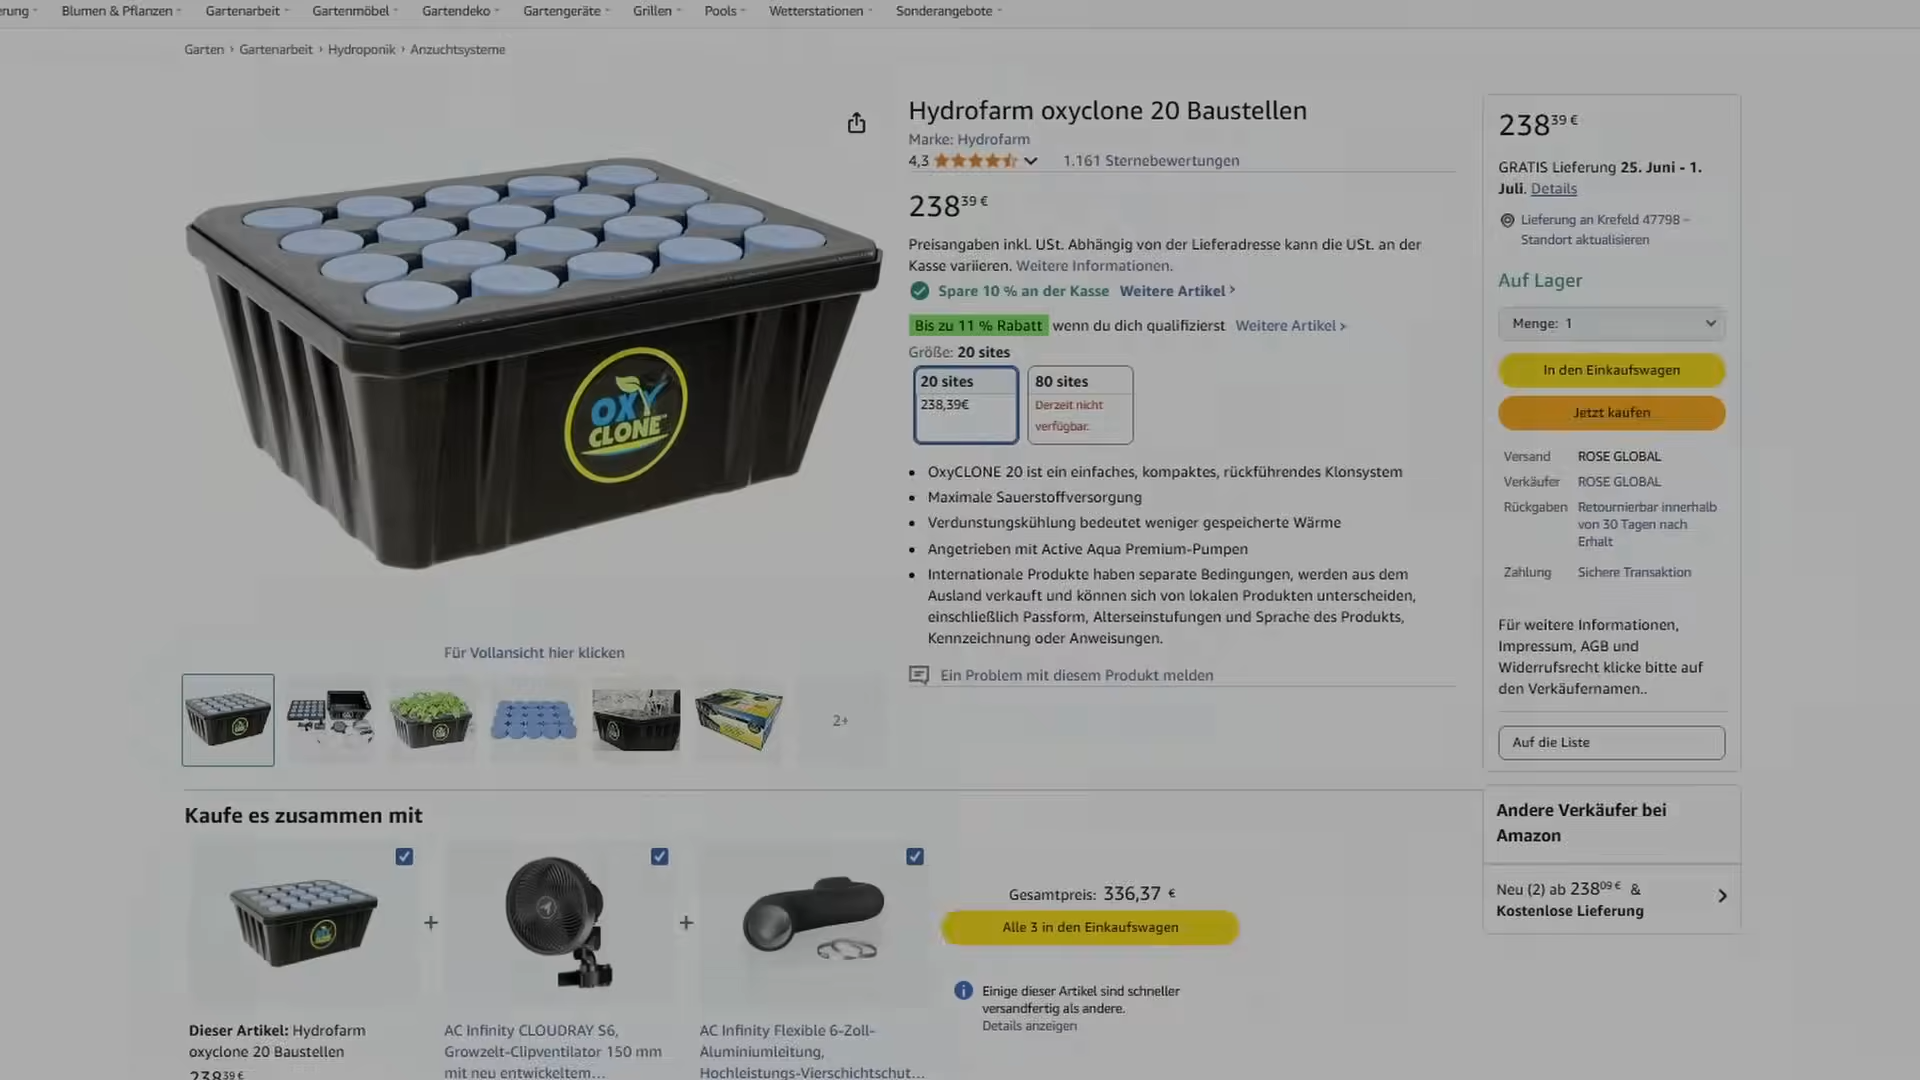 Blumen & Pflanzen
Gartenarbeit
Gartenmöbel
Gartendeko
Gartengeräte
Grillen
Pools
Wetterstationen
Sonderangebote
Garten › Gartenarbeit › Hydroponik › Anzuchtsysteme
OXY
CLONE
Für Vollansicht hier klicken
2+
Hydrofarm oxyclone 20 Baustellen
Marke: Hydrofarm
4,3 1.161 Sternebewertungen
238 39 €
Preisangaben inkl. USt. Abhängig von der Lieferadresse kann die USt. an der
Kasse variieren. Weitere Informationen.
Spare 10 % an der Kasse Weitere Artikel ›
Bis zu 11 % Rabatt wenn du dich qualifizierst Weitere Artikel ›
Größe: 20 sites
20 sites
238,39€
80 sites
Derzeit nicht
verfügbar.
• OxyCLONE 20 ist ein einfaches, kompaktes, rückführendes Klonsystem
• Maximale Sauerstoffversorgung
• Verdunstungskühlung bedeutet weniger gespeicherte Wärme
• Angetrieben mit Active Aqua Premium-Pumpen
• Internationale Produkte haben separate Bedingungen, werden aus dem
Ausland verkauft und können sich von lokalen Produkten unterscheiden,
einschließlich Passform, Alterseinstufungen und Sprache des Produkts,
Kennzeichnung oder Anweisungen.
Ein Problem mit diesem Produkt melden
238 39 €
GRATIS Lieferung 25. Juni - 1.
Juli. Details
Lieferung an Krefeld 47798 –
Standort aktualisieren
Auf Lager
Menge: 1
In den Einkaufswagen
Jetzt kaufen
Versand ROSE GLOBAL
Verkäufer ROSE GLOBAL
Rückgaben Retournierbar innerhalb
von 30 Tagen nach
Erhalt
Zahlung Sichere Transaktion
Für weitere Informationen,
Impressum, AGB und
Widerrufsrecht klicke bitte auf
den Verkäufernamen..
Auf die Liste
Andere Verkäufer bei
Amazon
Neu (2) ab 238 09 € &
Kostenlose Lieferung
Kaufe es zusammen mit
+
+
Dieser Artikel: Hydrofarm
oxyclone 20 Baustellen
238 39 €
AC Infinity CLOUDRAY S6,
Growzelt-Clipventilator 150 mm
mit neu entwickeltem…
AC Infinity Flexible 6-Zoll-
Aluminiumleitung,
Hochleistungs-Vierschichtschut…
Gesamtpreis: 336,37 €
Alle 3 in den Einkaufswagen
Einige dieser Artikel sind schneller
versandfertig als andere.
Details anzeigen